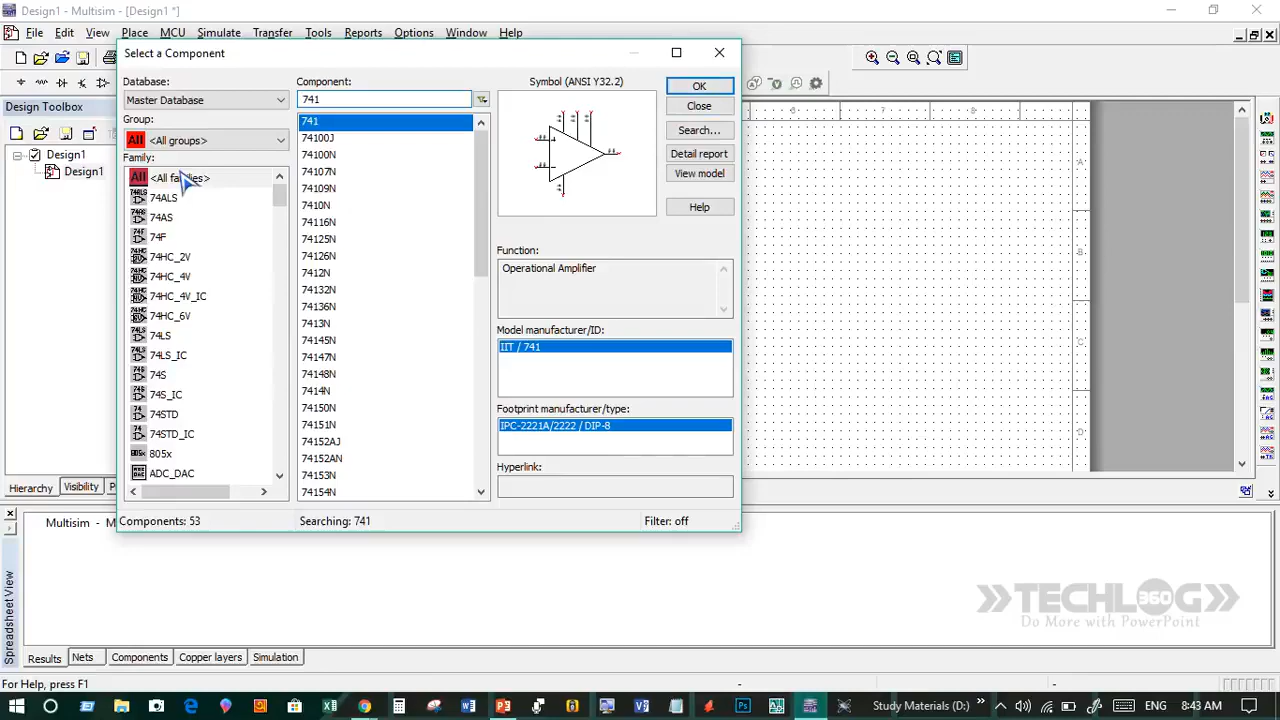 Design1 - Multisim - [Design1 *]
File Edit View Place MCU Simulate Transfer Tools Reports Options Window Help
Select a Component
Design Toolbox
Design1
Design1
Hierarchy Visibility
Database:
Master Database
Group:
All <All groups>
Family:
All <All families>
74ALS
74AS
74F
74HC_2V
74HC_4V
74HC_4V_IC
74HC_6V
74LS
74LS_IC
74S
74S_IC
74STD
74STD_IC
805x
ADC_DAC
Components: 53
Component:
741
741
74100J
74100N
74107N
74109N
7410N
74116N
74125N
74126N
7412N
74132N
74136N
7413N
74145N
74147N
74148N
7414N
74150N
74151N
74152AJ
74152AN
74153N
74154N
Searching: 741
Symbol (ANSI Y32.2)
Function:
Operational Amplifier
Model manufacturer/ID:
IIT / 741
Footprint manufacturer/type:
IPC-2221A/2222 / DIP-8
Hyperlink:
Filter: off
OK
Close
Search...
Detail report
View model
Help
A
B
C
D
Multisim - M
Spreadsheet View
TECHLOG360
Do More with PowerPoint
Results Nets Components Copper layers Simulation
For Help, press F1
Study Materials (D:) ENG 8:43 AM